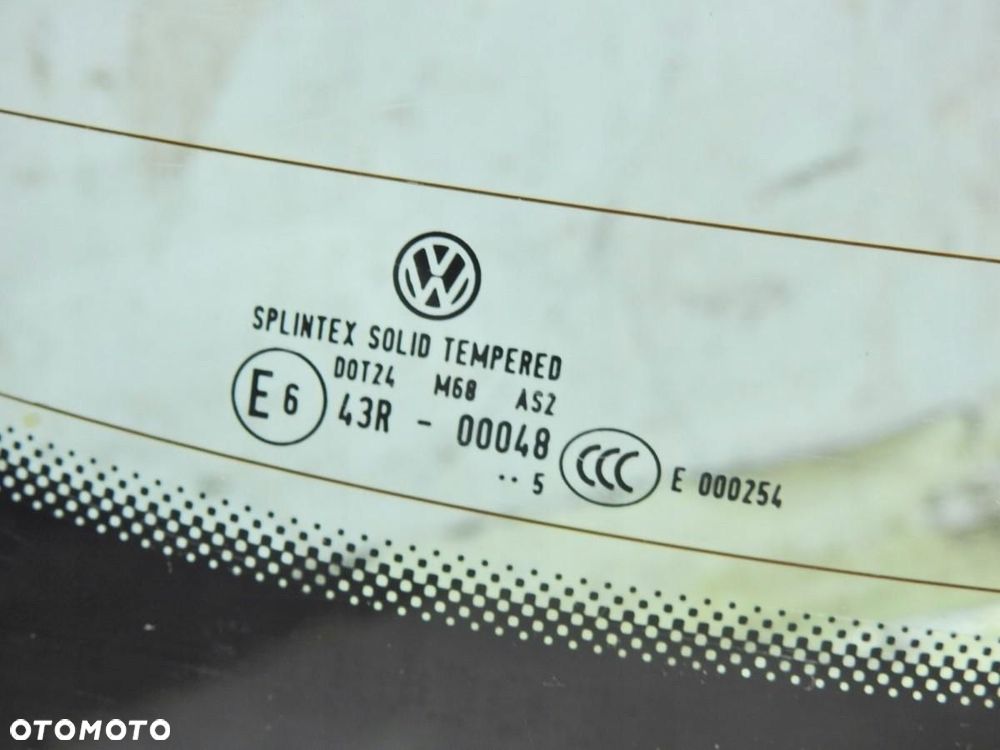 SPLINTEX SOLID TEMPERED
DOT24 M68 AS2
E6 43R - 00048
·· 5
CCC E 000254
OTOMOTO